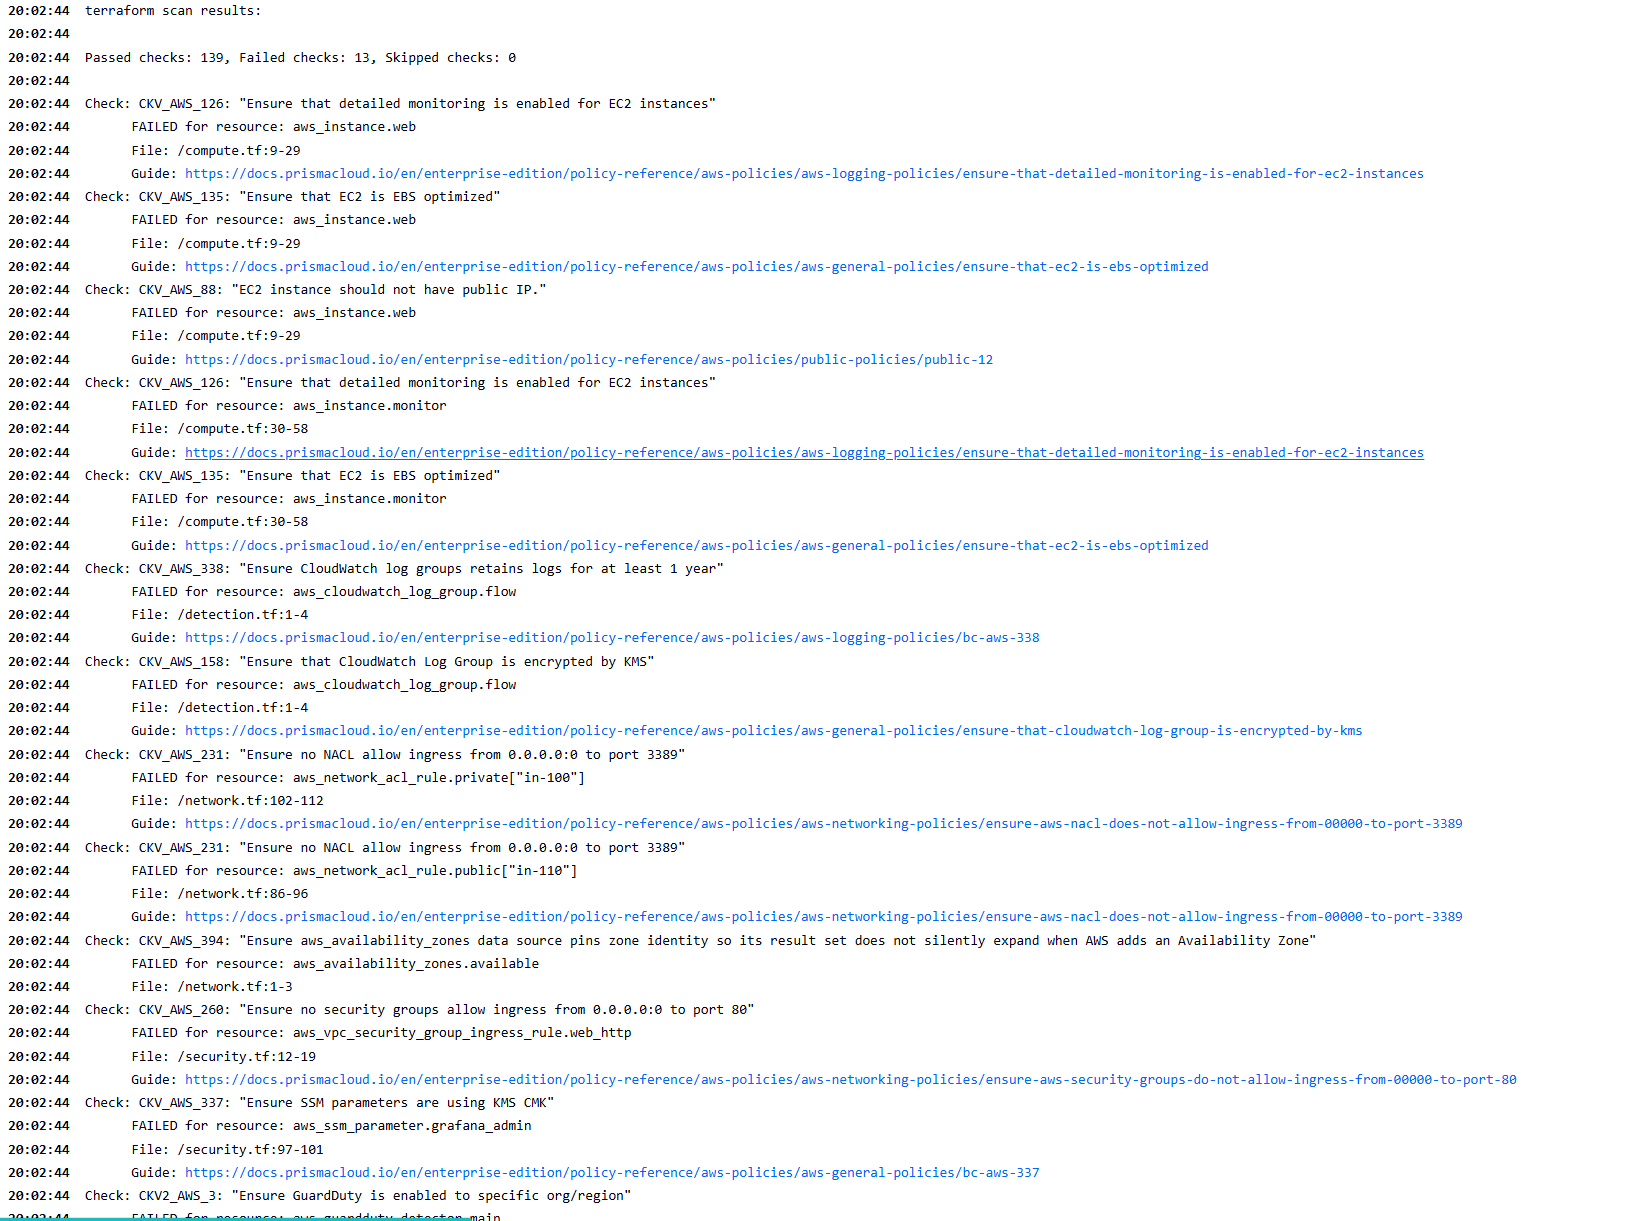 20:02:44 terraform scan results:
20:02:44
20:02:44 Passed checks: 139, Failed checks: 13, Skipped checks: 0
20:02:44
20:02:44 Check: CKV_AWS_126: "Ensure that detailed monitoring is enabled for EC2 instances"
20:02:44 FAILED for resource: aws_instance.web
20:02:44 File: /compute.tf:9-29
20:02:44 Guide: https://docs.prismacloud.io/en/enterprise-edition/policy-reference/aws-policies/aws-logging-policies/ensure-that-detailed-monitoring-is-enabled-for-ec2-instances
20:02:44 Check: CKV_AWS_135: "Ensure that EC2 is EBS optimized"
20:02:44 FAILED for resource: aws_instance.web
20:02:44 File: /compute.tf:9-29
20:02:44 Guide: https://docs.prismacloud.io/en/enterprise-edition/policy-reference/aws-policies/aws-general-policies/ensure-that-ec2-is-ebs-optimized
20:02:44 Check: CKV_AWS_88: "EC2 instance should not have public IP."
20:02:44 FAILED for resource: aws_instance.web
20:02:44 File: /compute.tf:9-29
20:02:44 Guide: https://docs.prismacloud.io/en/enterprise-edition/policy-reference/aws-policies/public-policies/public-12
20:02:44 Check: CKV_AWS_126: "Ensure that detailed monitoring is enabled for EC2 instances"
20:02:44 FAILED for resource: aws_instance.monitor
20:02:44 File: /compute.tf:30-58
20:02:44 Guide: https://docs.prismacloud.io/en/enterprise-edition/policy-reference/aws-policies/aws-logging-policies/ensure-that-detailed-monitoring-is-enabled-for-ec2-instances
20:02:44 Check: CKV_AWS_135: "Ensure that EC2 is EBS optimized"
20:02:44 FAILED for resource: aws_instance.monitor
20:02:44 File: /compute.tf:30-58
20:02:44 Guide: https://docs.prismacloud.io/en/enterprise-edition/policy-reference/aws-policies/aws-general-policies/ensure-that-ec2-is-ebs-optimized
20:02:44 Check: CKV_AWS_338: "Ensure CloudWatch log groups retains logs for at least 1 year"
20:02:44 FAILED for resource: aws_cloudwatch_log_group.flow
20:02:44 File: /detection.tf:1-4
20:02:44 Guide: https://docs.prismacloud.io/en/enterprise-edition/policy-reference/aws-policies/aws-logging-policies/bc-aws-338
20:02:44 Check: CKV_AWS_158: "Ensure that CloudWatch Log Group is encrypted by KMS"
20:02:44 FAILED for resource: aws_cloudwatch_log_group.flow
20:02:44 File: /detection.tf:1-4
20:02:44 Guide: https://docs.prismacloud.io/en/enterprise-edition/policy-reference/aws-policies/aws-general-policies/ensure-that-cloudwatch-log-group-is-encrypted-by-kms
20:02:44 Check: CKV_AWS_231: "Ensure no NACL allow ingress from 0.0.0.0:0 to port 3389"
20:02:44 FAILED for resource: aws_network_acl_rule.private["in-100"]
20:02:44 File: /network.tf:102-112
20:02:44 Guide: https://docs.prismacloud.io/en/enterprise-edition/policy-reference/aws-policies/aws-networking-policies/ensure-aws-nacl-does-not-allow-ingress-from-00000-to-port-3389
20:02:44 Check: CKV_AWS_231: "Ensure no NACL allow ingress from 0.0.0.0:0 to port 3389"
20:02:44 FAILED for resource: aws_network_acl_rule.public["in-110"]
20:02:44 File: /network.tf:86-96
20:02:44 Guide: https://docs.prismacloud.io/en/enterprise-edition/policy-reference/aws-policies/aws-networking-policies/ensure-aws-nacl-does-not-allow-ingress-from-00000-to-port-3389
20:02:44 Check: CKV_AWS_394: "Ensure aws_availability_zones data source pins zone identity so its result set does not silently expand when AWS adds an Availability Zone"
20:02:44 FAILED for resource: aws_availability_zones.available
20:02:44 File: /network.tf:1-3
20:02:44 Check: CKV_AWS_260: "Ensure no security groups allow ingress from 0.0.0.0:0 to port 80"
20:02:44 FAILED for resource: aws_vpc_security_group_ingress_rule.web_http
20:02:44 File: /security.tf:12-19
20:02:44 Guide: https://docs.prismacloud.io/en/enterprise-edition/policy-reference/aws-policies/aws-networking-policies/ensure-aws-security-groups-do-not-allow-ingress-from-00000-to-port-80
20:02:44 Check: CKV_AWS_337: "Ensure SSM parameters are using KMS CMK"
20:02:44 FAILED for resource: aws_ssm_parameter.grafana_admin
20:02:44 File: /security.tf:97-101
20:02:44 Guide: https://docs.prismacloud.io/en/enterprise-edition/policy-reference/aws-policies/aws-general-policies/bc-aws-337
20:02:44 Check: CKV2_AWS_3: "Ensure GuardDuty is enabled to specific org/region"
20:02:44 FAILED for resource: aws_guardduty_detector.main